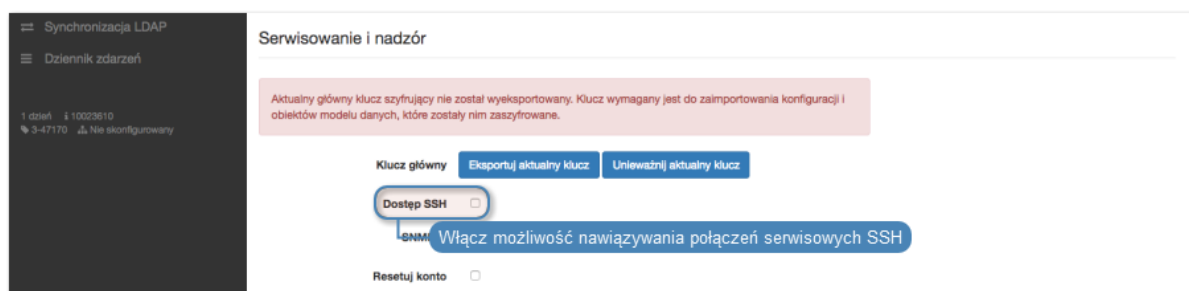 Synchronizacja LDAP
Dziennik zdarzeń
1 dzień 10023610
3-47170 Nie skonfigurowany
Serwisowanie i nadzór
Aktualny główny klucz szyfrujący nie został wyeksportowany. Klucz wymagany jest do zaimportowania konfiguracji i
obiektów modelu danych, które zostały nim zaszyfrowane.
Klucz główny Eksportuj aktualny klucz Unieważnij aktualny klucz
Dostęp SSH
Włącz możliwość nawiązywania połączeń serwisowych SSH
Resetuj konto